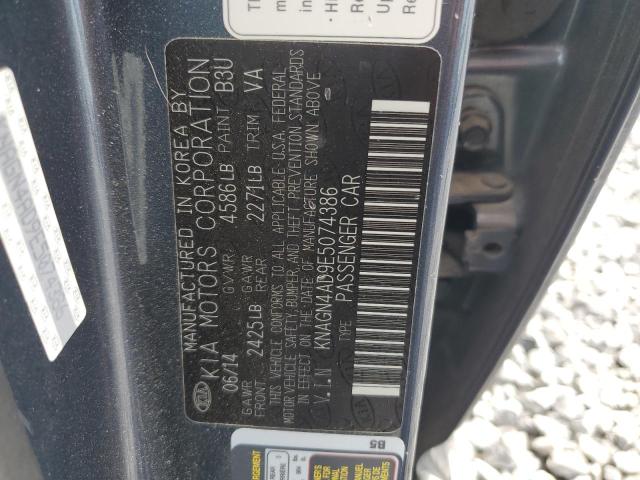 MANUFACTURED IN KOREA BY
KIA MOTORS CORPORATION
06/14 GVWR 4586LB PAINT B3U
GAWR FRONT 2425LB GAWR REAR 2271LB TRIM VA
THIS VEHICLE CONFORMS TO ALL APPLICABLE U.S.A. FEDERAL
MOTOR VEHICLE SAFETY, BUMPER, AND THEFT PREVENTION STANDARDS
IN EFFECT ON THE DATE OF MANUFACTURE SHOWN ABOVE
V.I.N KNAGN4AD9E5074386
TYPE: PASSENGER CAR
KIA
B5